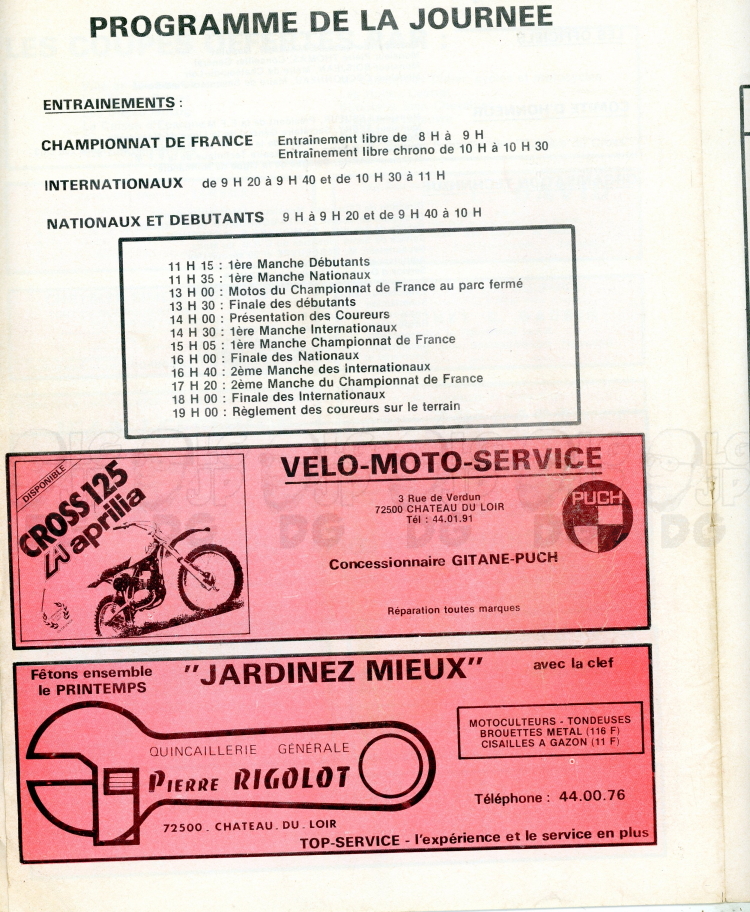 PROGRAMME DE LA JOURNEE
ENTRAINEMENTS :
CHAMPIONNAT DE FRANCE Entraînement libre de 8 H à 9 H
Entraînement libre chrono de 10 H à 10 H 30
INTERNATIONAUX de 9 H 20 à 9 H 40 et de 10 H 30 à 11 H
NATIONAUX ET DEBUTANTS 9 H à 9 H 20 et de 9 H 40 à 10 H
11 H 15 : 1ère Manche Débutants
11 H 35 : 1ère Manche Nationaux
13 H 00 : Motos du Championnat de France au parc fermé
13 H 30 : Finale des débutants
14 H 00 : Présentation des Coureurs
14 H 30 : 1ère Manche Internationaux
15 H 05 : 1ère Manche Championnat de France
16 H 00 : Finale des Nationaux
16 H 40 : 2ème Manche des Internationaux
17 H 20 : 2ème Manche du Championnat de France
18 H 00 : Finale des Internationaux
19 H 00 : Règlement des coureurs sur le terrain
DISPONIBLE
CROSS 125
aprilia
VELO-MOTO-SERVICE
3 Rue de Verdun
72500 CHATEAU DU LOIR
Tél : 44.01.91
PUCH
Concessionnaire GITANE-PUCH
Réparation toutes marques
Fêtons ensemble
le PRINTEMPS
"JARDINEZ MIEUX"
avec la clef
QUINCAILLERIE GÉNÉRALE
PIERRE RIGOLOT
72500 . CHATEAU . DU . LOIR
MOTOCULTEURS - TONDEUSES
BROUETTES METAL (116 F)
CISAILLES A GAZON (11 F)
Téléphone : 44.00.76
TOP-SERVICE - l'expérience et le service en plus